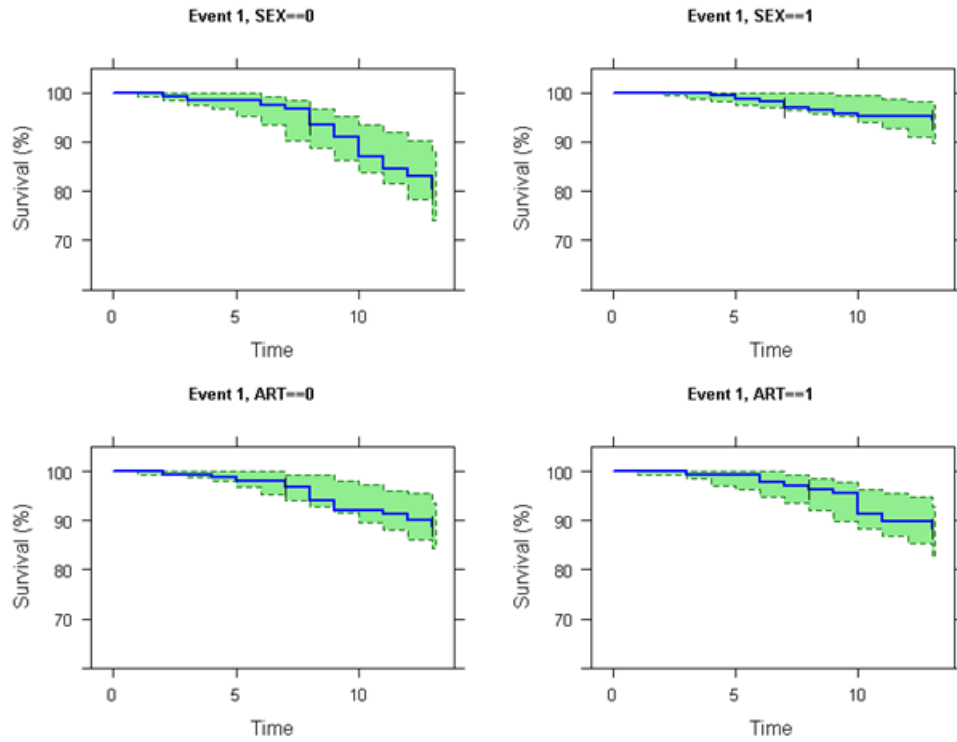 Event 1, SEX==0
Event 1, SEX==1
100
90
80
70
Survival (%)
0
5
10
Time
100
90
80
70
Survival (%)
0
5
10
Time
Event 1, ART==0
Event 1, ART==1
100
90
80
70
Survival (%)
0
5
10
Time
100
90
80
70
Survival (%)
0
5
10
Time